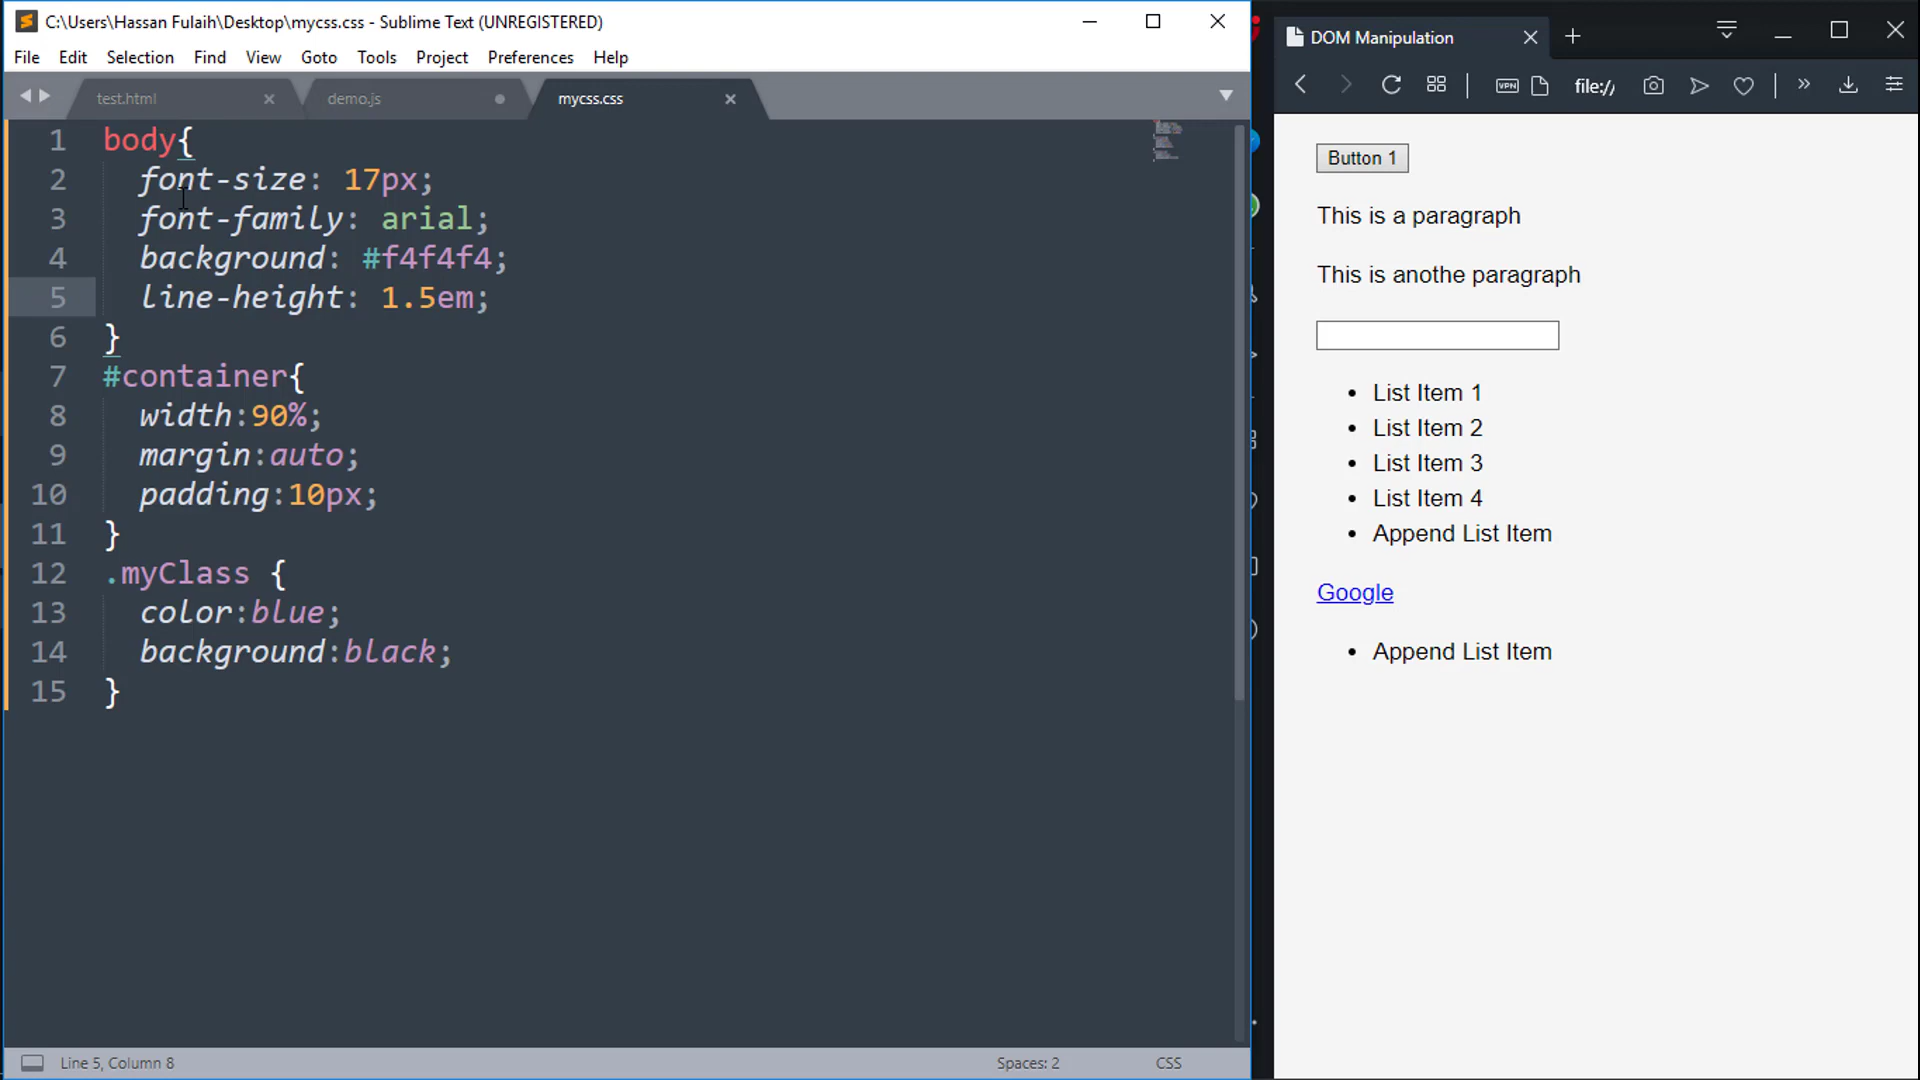 C:\Users\Hassan Fulaih\Desktop\mycss.css - Sublime Text (UNREGISTERED)
File Edit Selection Find View Goto Tools Project Preferences Help
test.html demo.js mycss.css
1 body{
2 font-size: 17px;
3 font-family: arial;
4 background: #f4f4f4;
5 line-height: 1.5em;
6 }
7 #container{
8 width:90%;
9 margin:auto;
10 padding:10px;
11 }
12 .myClass {
13 color:blue;
14 background:black;
15 }
Line 5, Column 8 Spaces: 2 CSS
DOM Manipulation
VPN file://
Button 1
This is a paragraph
This is anothe paragraph
• List Item 1
• List Item 2
• List Item 3
• List Item 4
• Append List Item
Google
• Append List Item